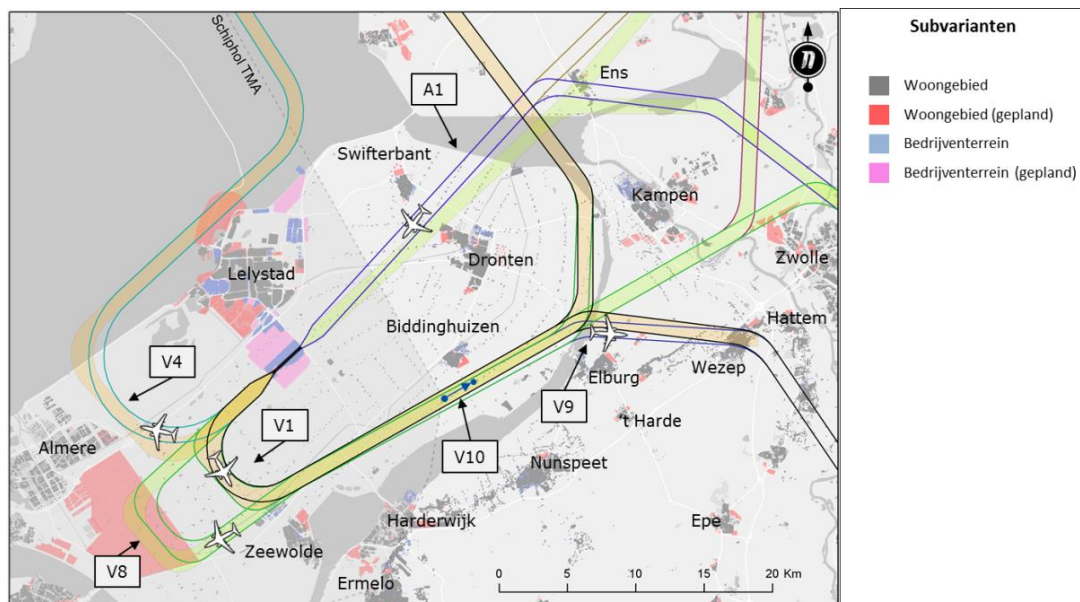 Subvarianten
Woongebied
Woongebied (gepland)
Bedrijventerrein
Bedrijventerrein (gepland)
Schiphol TMA
Ens
A1
Swifterbant
Kampen
Dronten
Zwolle
Lelystad
Hattem
Biddinghuizen
V4
Elburg
Wezep
V9
V1
't Harde
Almere
V10
Nunspeet
Harderwijk
Epe
Zeewolde
V8
Ermelo
0 5 10 20 Km